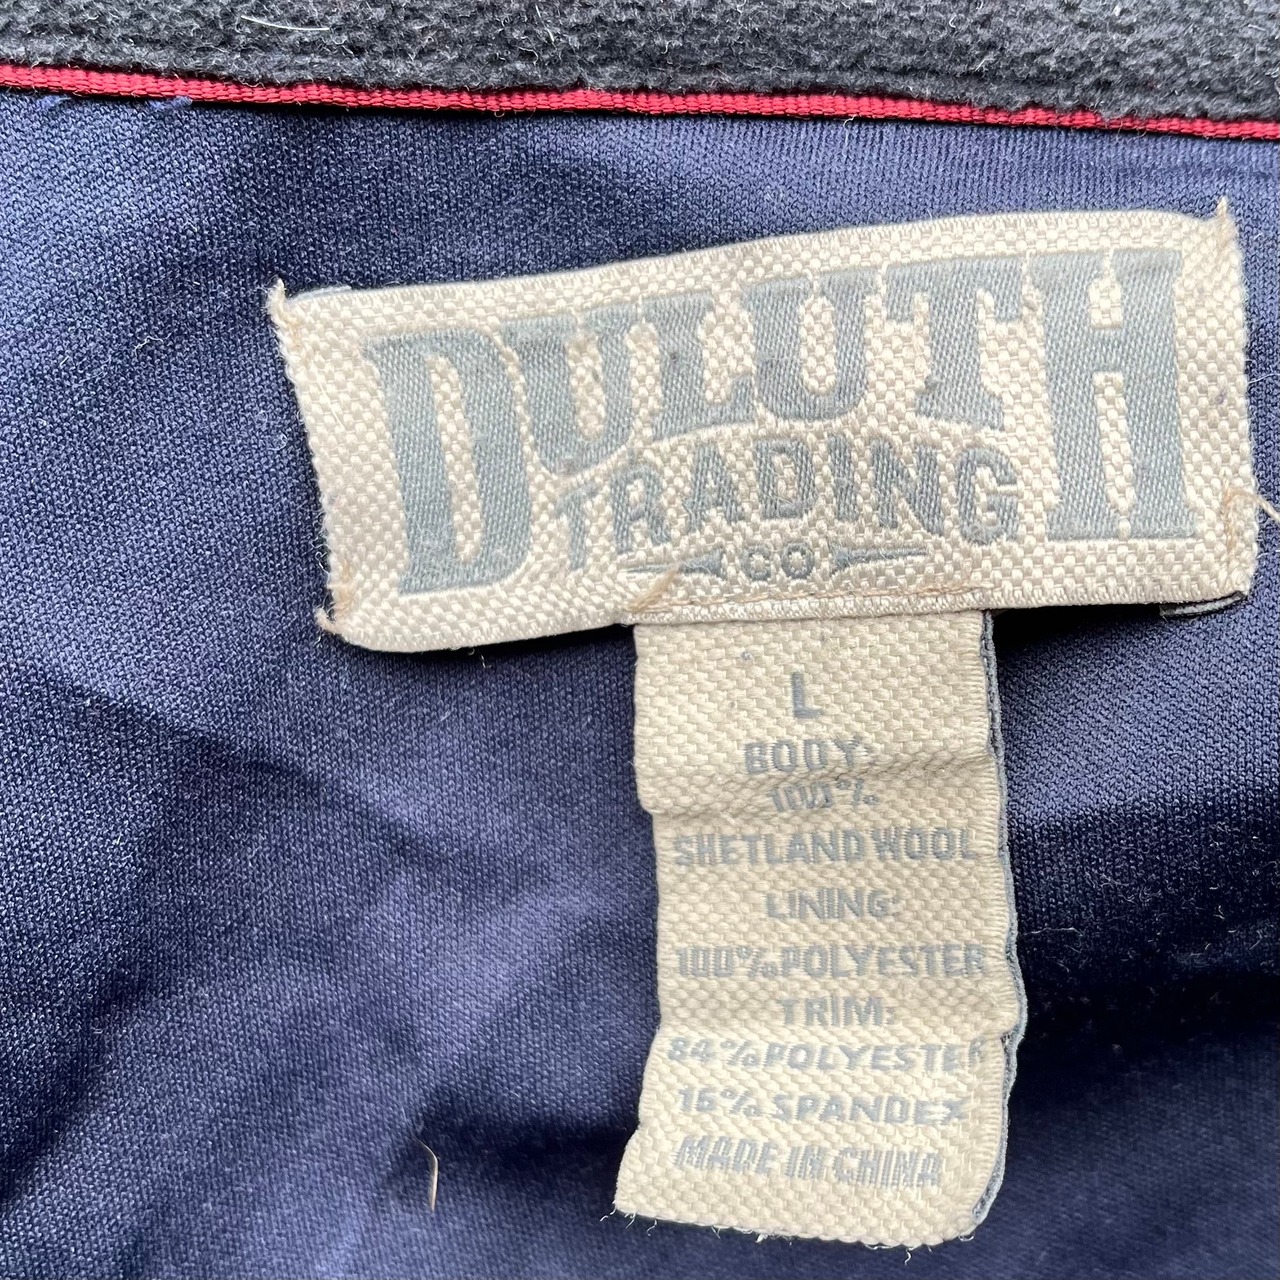 DULUTH
TRADING
CO
L
BODY:
100%
SHETLAND WOOL
LINING:
100% POLYESTER
TRIM:
84% POLYESTER
16% SPANDEX
MADE IN CHINA